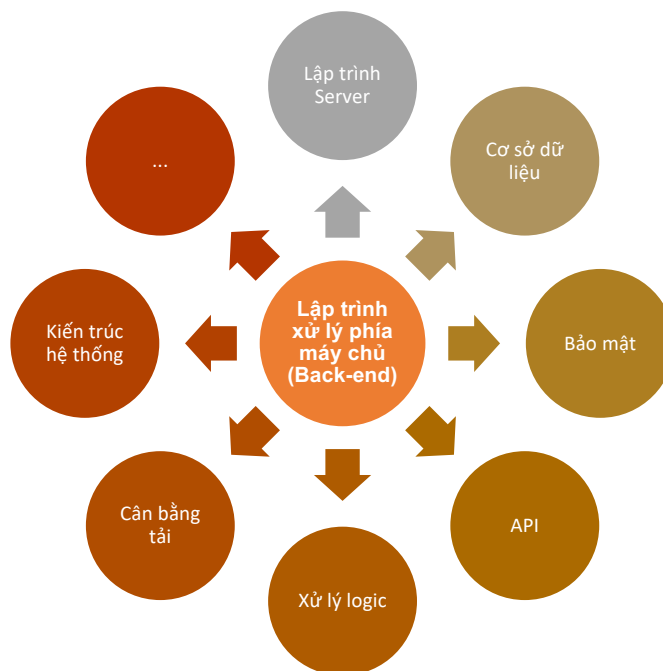 Lập trình
Server
Cơ sở dữ
liệu
Bảo mật
API
Xử lý logic
Cân bằng
tải
Kiến trúc
hệ thống
...
Lập trình
xử lý phía
máy chủ
(Back-end)